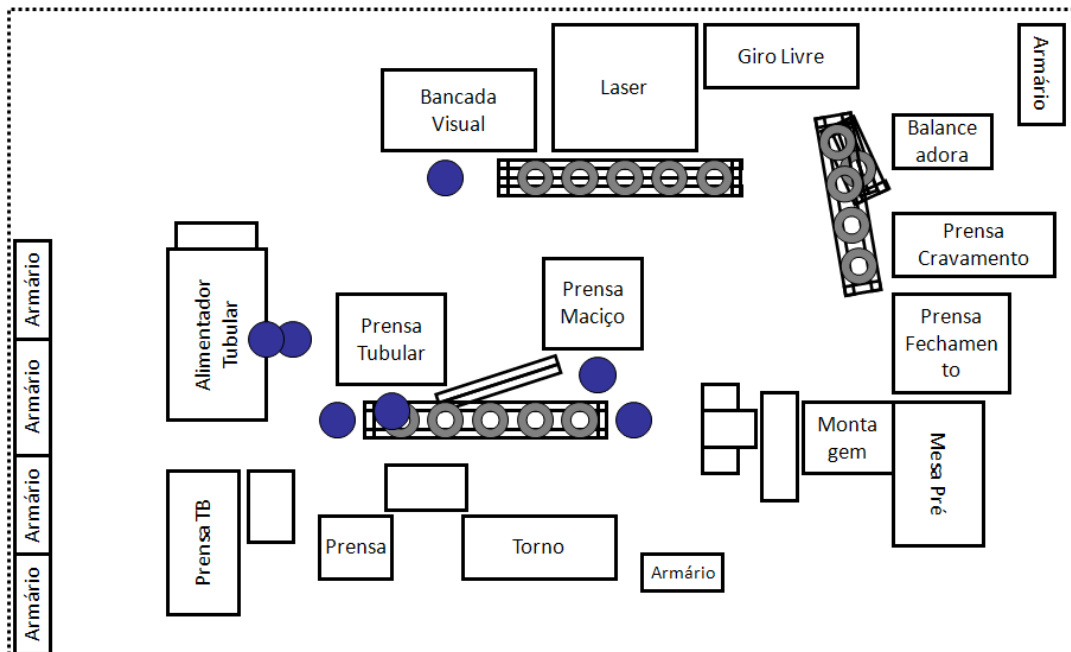 Giro Livre
Armário
Laser
Bancada
Visual
Balance
adora
Prensa
Cravamento
Armário
Alimentador
Tubular
Prensa
Maciço
Prensa
Tubular
Prensa
Fechamen
to
Armário
Monta
gem
Mesa Pré
Armário
Prensa TB
Prensa
Torno
Armário
Armário